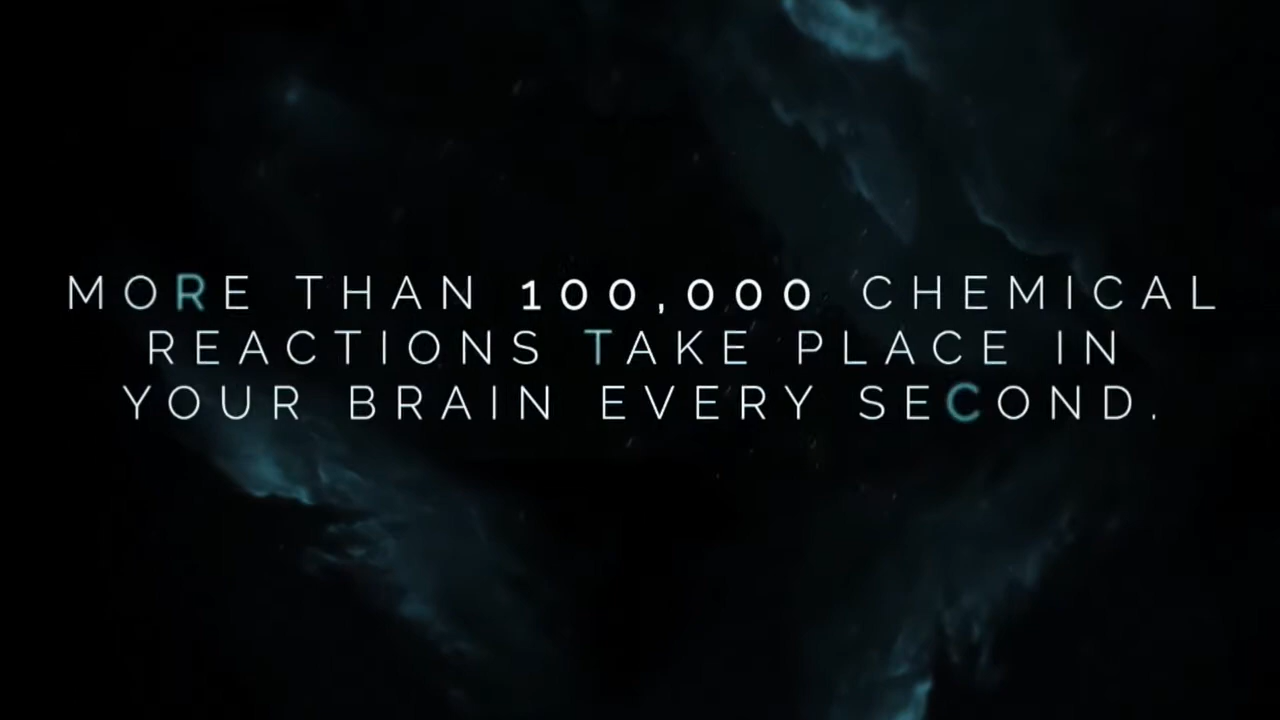 MORE THAN 100,000 CHEMICAL
REACTIONS TAKE PLACE IN
YOUR BRAIN EVERY SECOND.